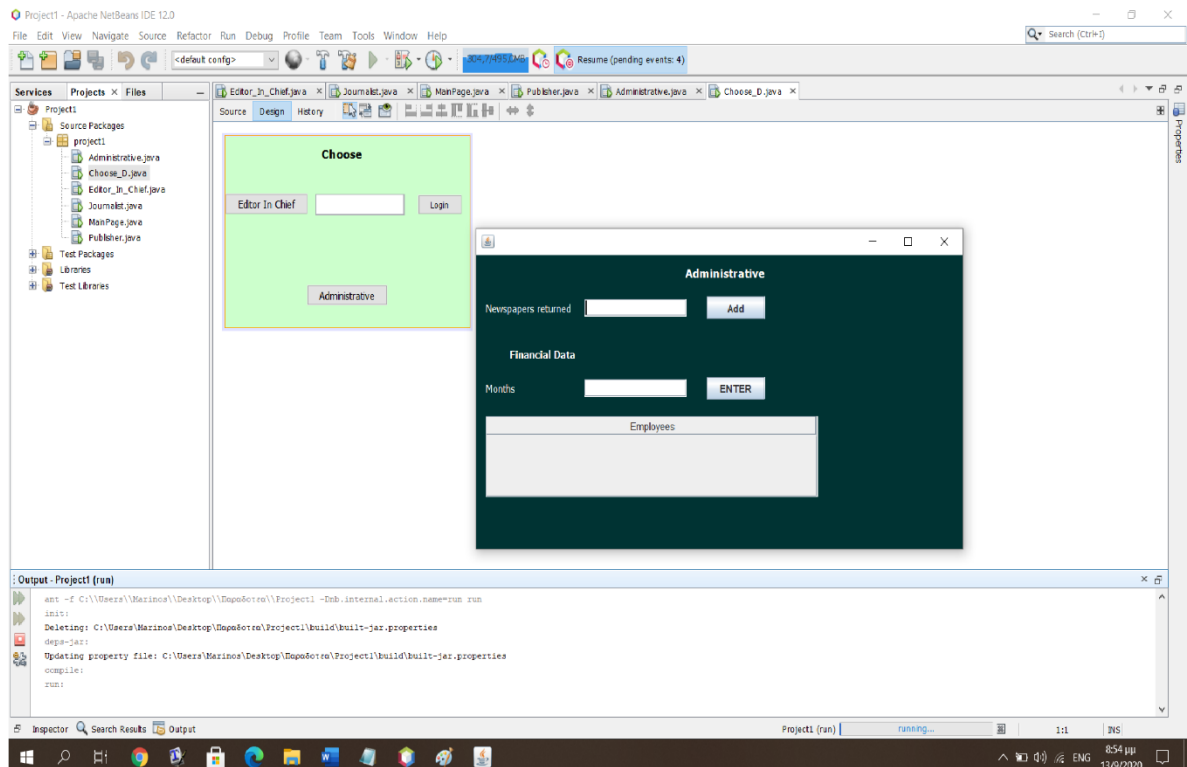 Project1 - Apache NetBeans IDE 12.0
File Edit View Navigate Source Refactor Run Debug Profile Team Tools Window Help
Search (Ctrl+I)
<default config>
304,7/495,0MB
Resume (pending events: 4)
Services Projects Files
Editor_In_Chief.java Journalist.java MainPage.java Publisher.java Administrative.java Choose_D.java
Source Design History
Properties
Project1
Source Packages
project1
Administrative.java
Choose_D.java
Editor_In_Chief.java
Journalist.java
MainPage.java
Publisher.java
Test Packages
Libraries
Test Libraries
Choose
Editor In Chief Login
Administrative
Administrative
Newspapers returned Add
Financial Data
Months ENTER
Employees
Output - Project1 (run)
ant -f C:\\Users\\Marinos\\Desktop\\Παραδοτεα\\Project1 -Dnb.internal.action.name=run run
init:
Deleting: C:\Users\Marinos\Desktop\Παραδοτεα\Project1\build\built-jar.properties
deps-jar:
Updating property file: C:\Users\Marinos\Desktop\Παραδοτεα\Project1\build\built-jar.properties
compile:
run:
Inspector Search Results Output
Project1 (run) running... 1:1 INS
ENG
8:54 μμ
13/9/2020